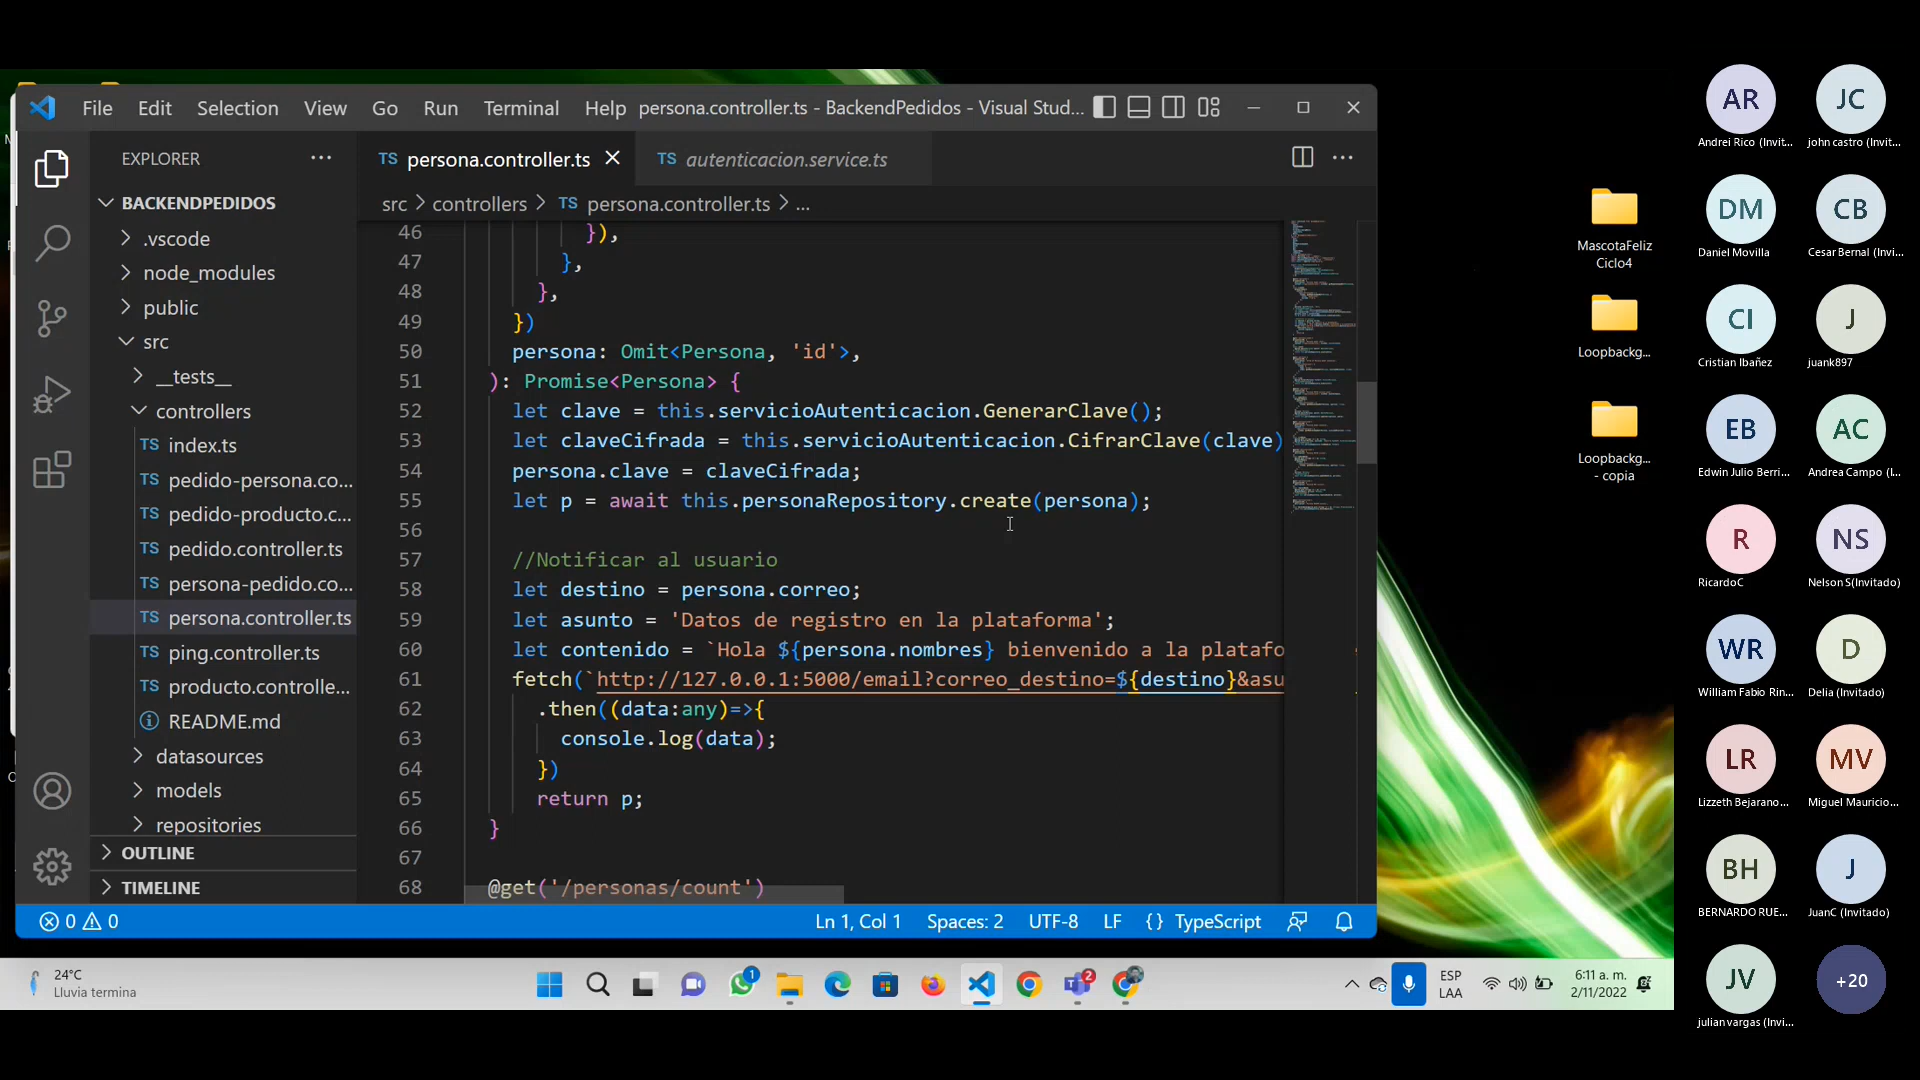 File Edit Selection View Go Run Terminal Help persona.controller.ts - BackendPedidos - Visual Stud...
EXPLORER
BACKENDPEDIDOS
.vscode
node_modules
public
src
__tests__
controllers
index.ts
pedido-persona.co...
pedido-producto.c...
pedido.controller.ts
persona-pedido.co...
persona.controller.ts
ping.controller.ts
producto.controlle...
README.md
datasources
models
repositories
OUTLINE
TIMELINE
TS persona.controller.ts
TS autenticacion.service.ts
src > controllers > TS persona.controller.ts > ...
46 }),
47 },
48 },
49 })
50 persona: Omit<Persona, 'id'>,
51 ): Promise<Persona> {
52 let clave = this.servicioAutenticacion.GenerarClave();
53 let claveCifrada = this.servicioAutenticacion.CifrarClave(clave)
54 persona.clave = claveCifrada;
55 let p = await this.personaRepository.create(persona);
56
57 //Notificar al usuario
58 let destino = persona.correo;
59 let asunto = 'Datos de registro en la plataforma';
60 let contenido = `Hola ${persona.nombres} bienvenido a la platafo
61 fetch(`http://127.0.0.1:5000/email?correo_destino=${destino}&asu
62 .then((data:any)=>{
63 console.log(data);
64 })
65 return p;
66 }
67
68 @get('/personas/count')
0 0
Ln 1, Col 1 Spaces: 2 UTF-8 LF {} TypeScript
MascotaFeliz
Ciclo4
Loopbackg...
Loopbackg...
- copia
24°C
Lluvia termina
1
2
ESP
LAA
6:11 a. m.
2/11/2022
AR JC
Andrei Rico (Invit... john castro (Invit...
DM CB
Daniel Movilla Cesar Bernal (Invi...
CI J
Cristian Ibañez juank897
EB AC
Edwin Julio Berri... Andrea Campo (I...
R NS
RicardoC Nelson S(Invitado)
WR D
William Fabio Rin... Delia (Invitado)
LR MV
Lizzeth Bejarano... Miguel Mauricio...
BH J
BERNARDO RUE... JuanC (Invitado)
JV +20
julian vargas (Invi...